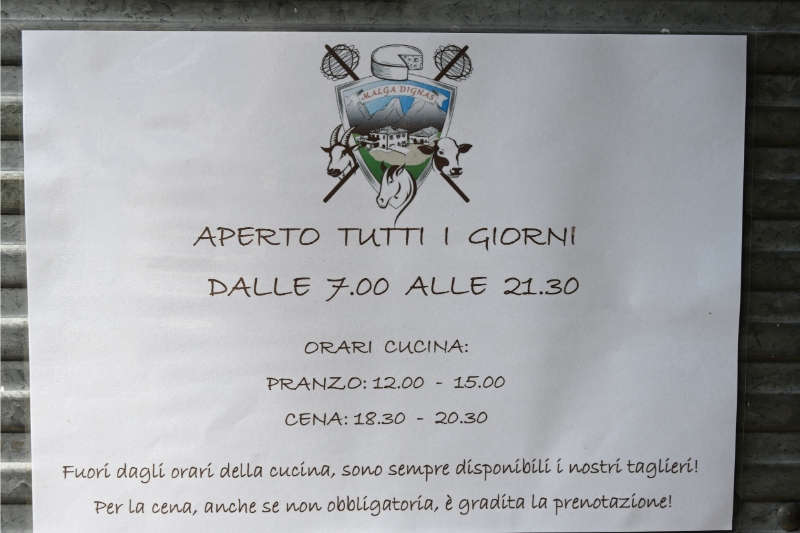 MALGA DIGNAS
APERTO TUTTI I GIORNI
DALLE 7.00 ALLE 21.30
ORARI CUCINA:
PRANZO: 12.00 - 15.00
CENA: 18.30 - 20.30
Fuori dagli orari della cucina, sono sempre disponibili i nostri taglieri!
Per la cena, anche se non obbligatoria, è gradita la prenotazione!